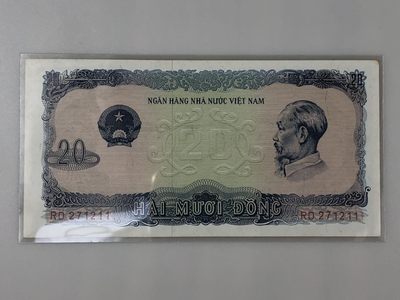 20
NGÂN HÀNG NHÀ NƯỚC VIỆT NAM
20
20
HAI MƯƠI ĐỒNG
RD 271211
RD 271211